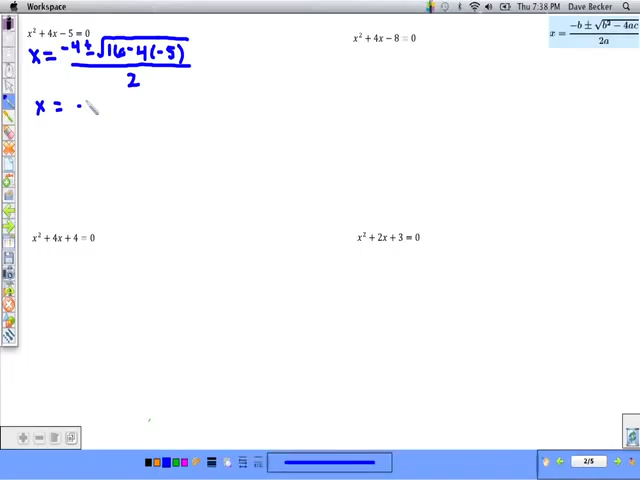 Workspace
Thu 7:38 PM Dave Becker
x² + 4x − 5 = 0
x² + 4x − 8 = 0
x = −b ± √b² − 4ac / 2a
x = −4 ± √16 − 4(−5) / 2
x = -
x² + 4x + 4 = 0
x² + 2x + 3 = 0
2/5